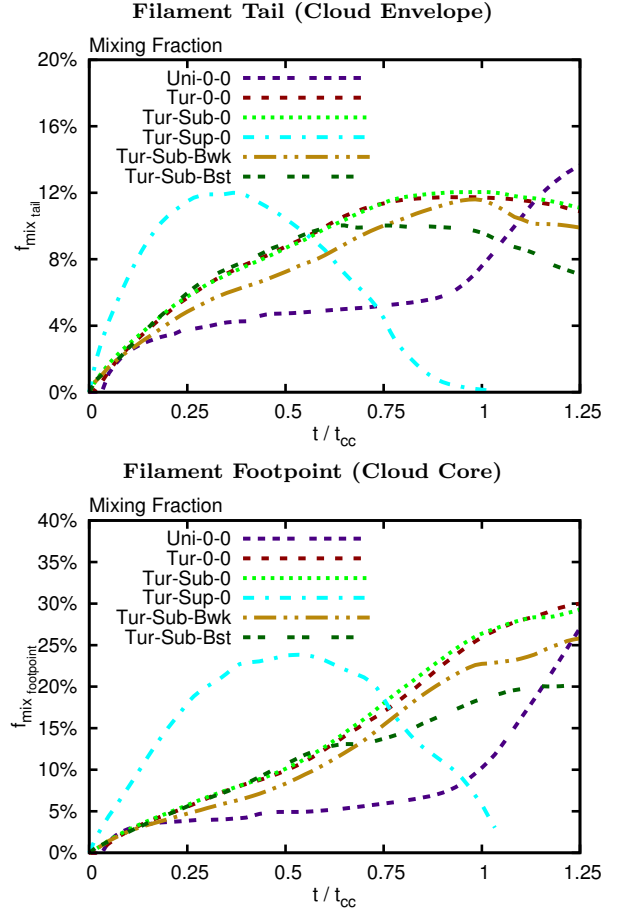 Filament Tail (Cloud Envelope)
Mixing Fraction
20%
16%
12%
8%
4%
0%
f_mix_tail
Uni-0-0
Tur-0-0
Tur-Sub-0
Tur-Sup-0
Tur-Sub-Bwk
Tur-Sub-Bst
0 0.25 0.5 0.75 1 1.25
t / t_cc
Filament Footpoint (Cloud Core)
Mixing Fraction
40%
35%
30%
25%
20%
15%
10%
5%
0%
f_mix_footpoint
Uni-0-0
Tur-0-0
Tur-Sub-0
Tur-Sup-0
Tur-Sub-Bwk
Tur-Sub-Bst
0 0.25 0.5 0.75 1 1.25
t / t_cc